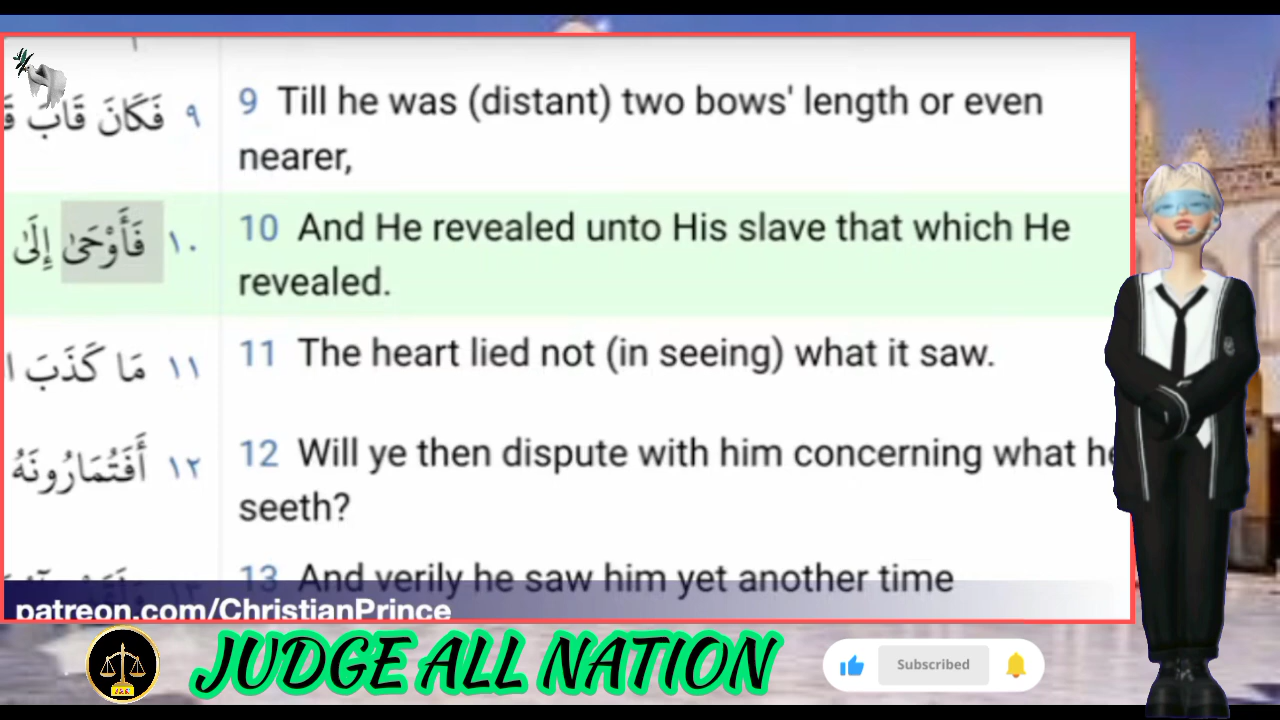 فَكَانَ قَابَ ٩
9 Till he was (distant) two bows' length or even
nearer,
فَأَوْحَىٰ إِلَىٰ ١٠
10 And He revealed unto His slave that which He
revealed.
مَا كَذَبَ ١١
11 The heart lied not (in seeing) what it saw.
أَفَتُمَارُونَهُ ١٢
12 Will ye then dispute with him concerning what he
seeth?
13 And verily he saw him yet another time
patreon.com/ChristianPrince
JUDGE ALL NATION
Subscribed